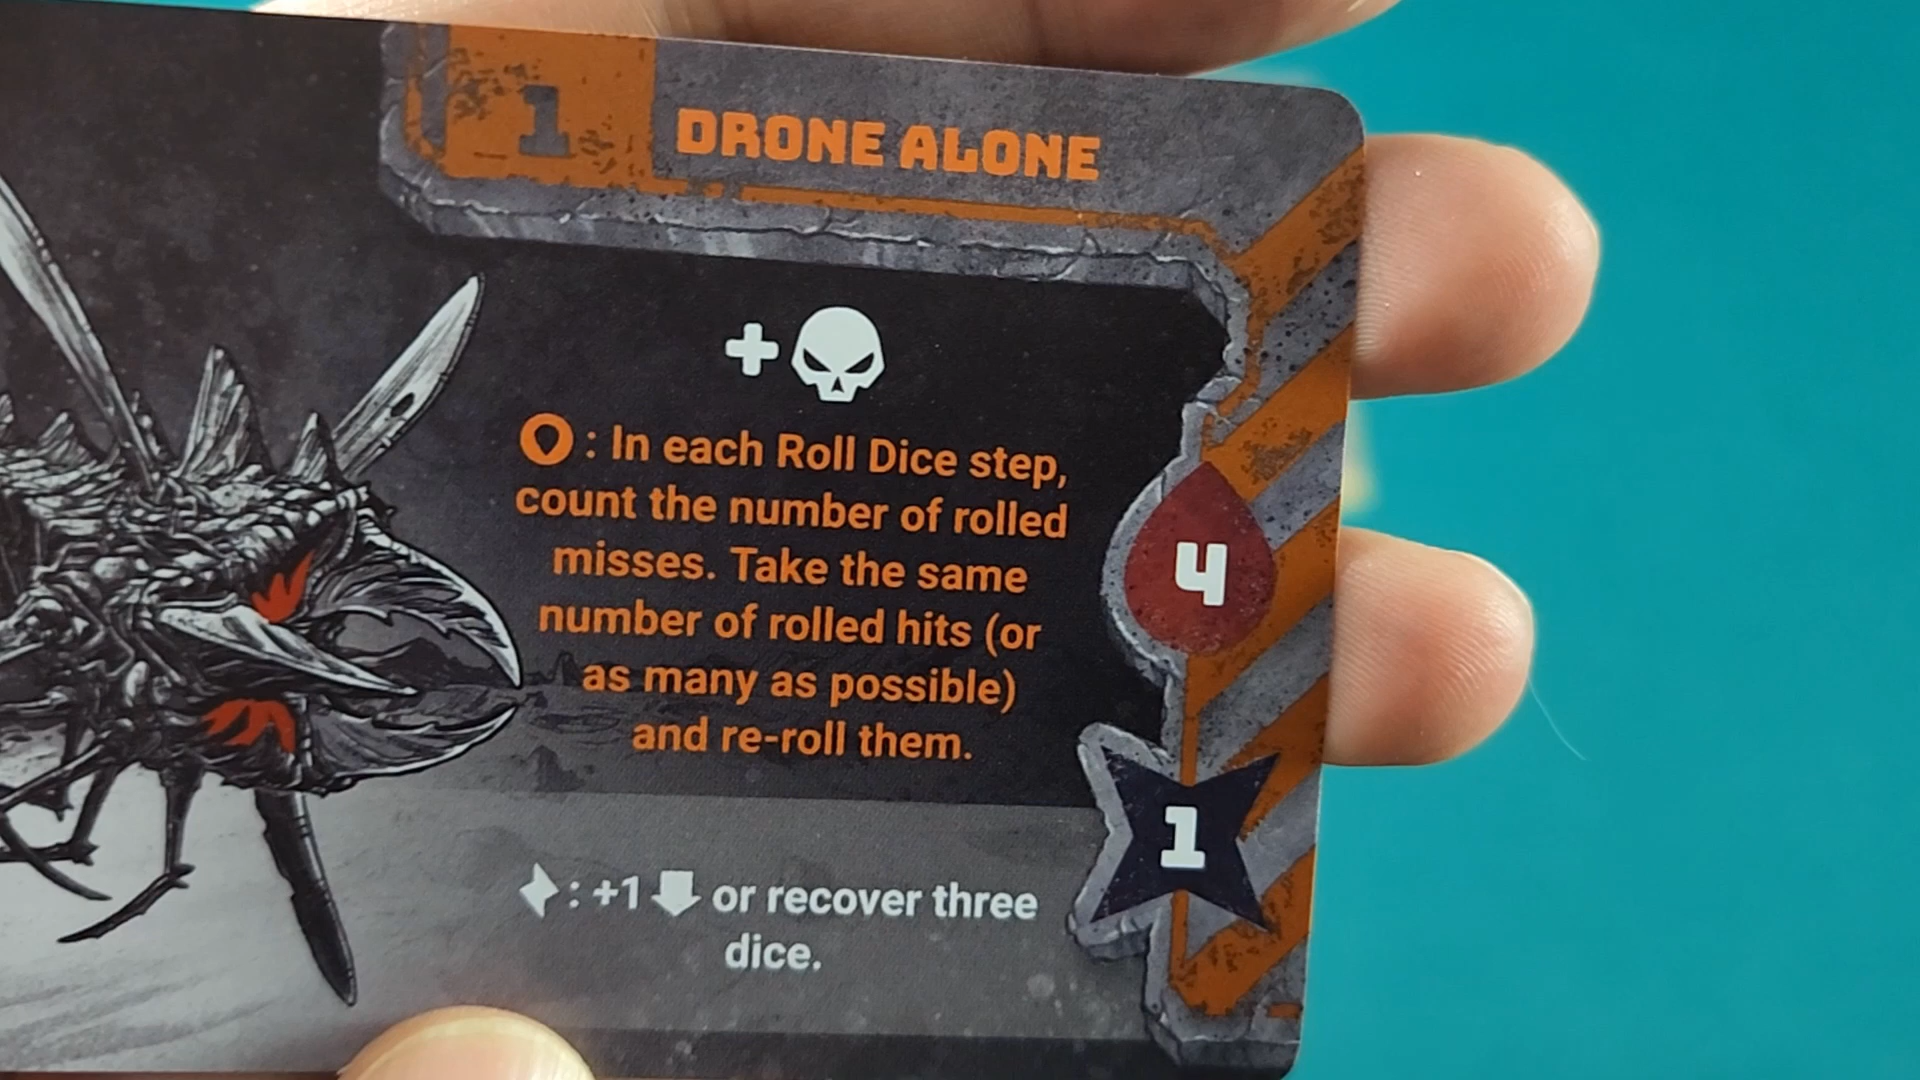 1 DRONE ALONE
+
: In each Roll Dice step,
count the number of rolled
misses. Take the same
number of rolled hits (or
as many as possible)
and re-roll them.
4
1
: +1 or recover three
dice.